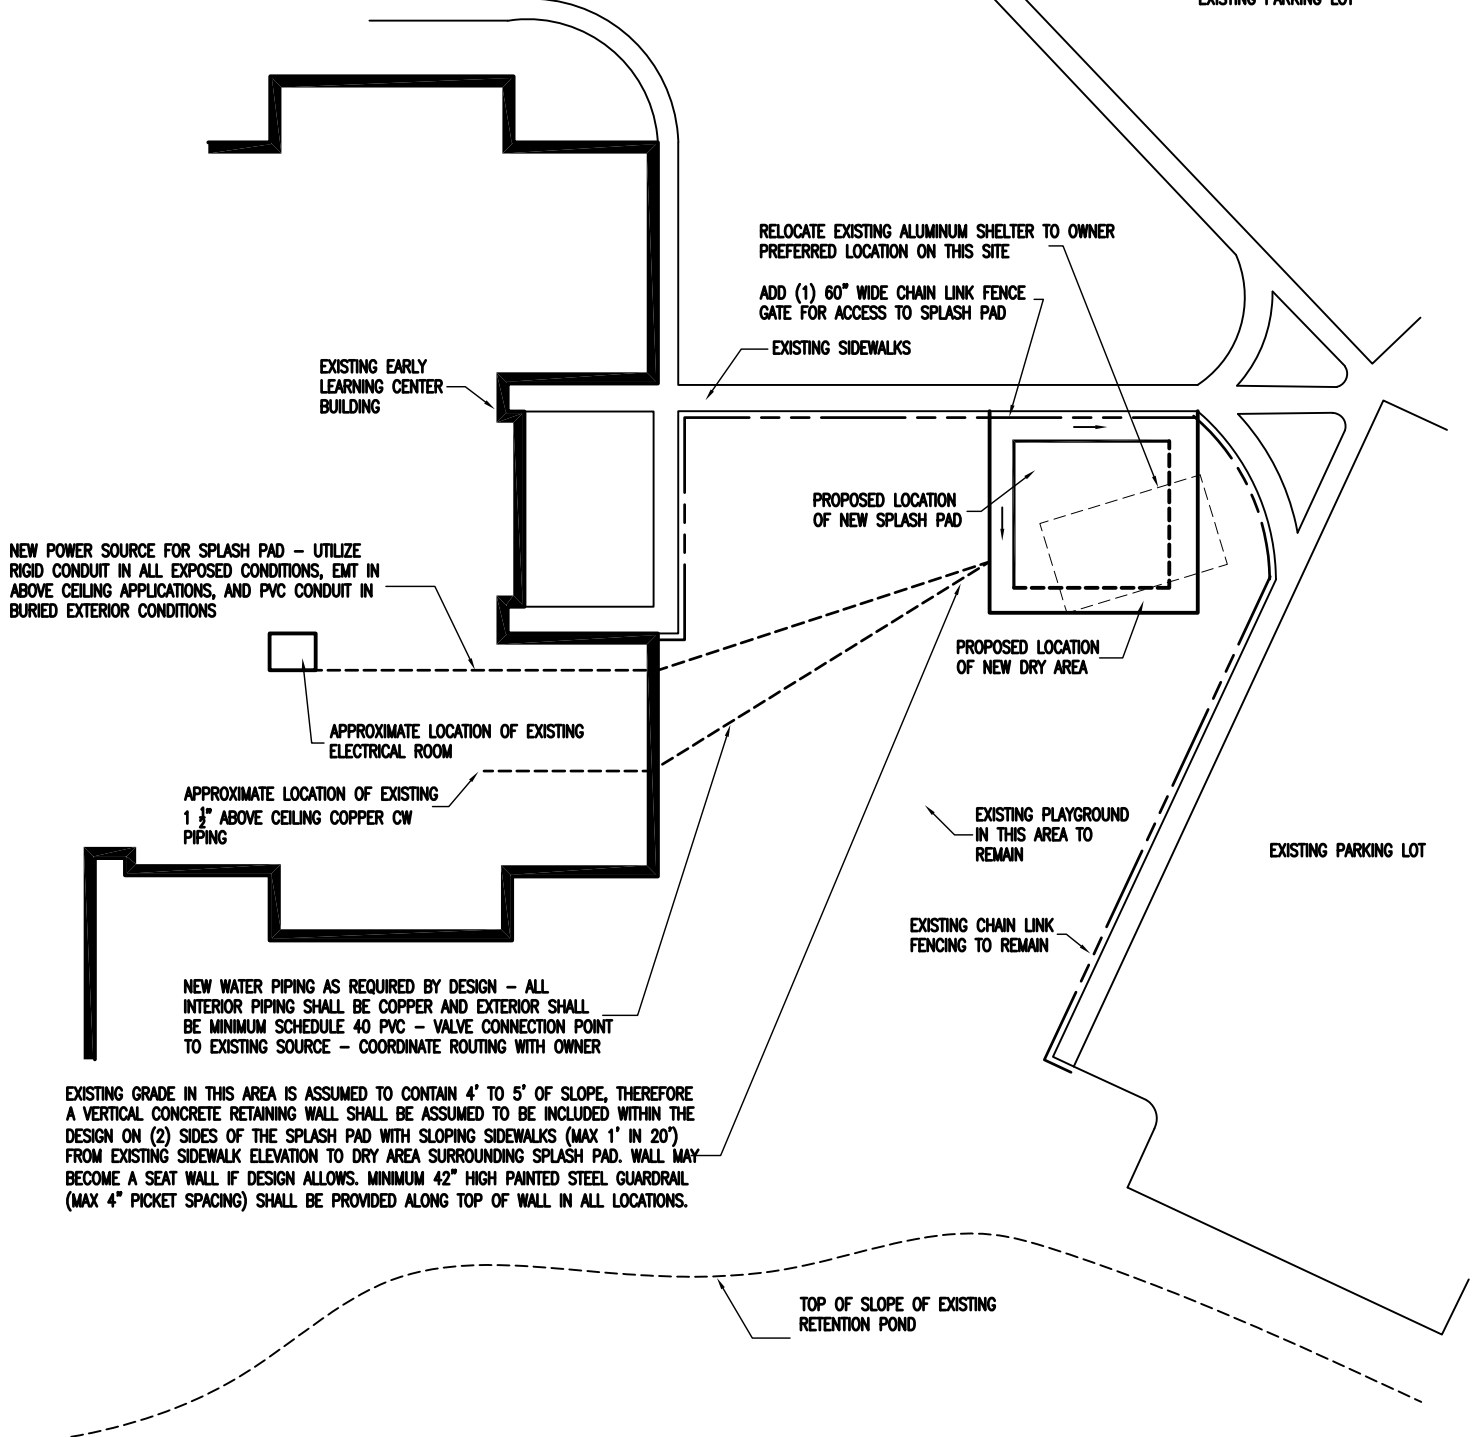 EXISTING PARKING LOT
RELOCATE EXISTING ALUMINUM SHELTER TO OWNER
PREFERRED LOCATION ON THIS SITE
ADD (1) 60" WIDE CHAIN LINK FENCE
GATE FOR ACCESS TO SPLASH PAD
EXISTING SIDEWALKS
EXISTING EARLY
LEARNING CENTER
BUILDING
PROPOSED LOCATION
OF NEW SPLASH PAD
NEW POWER SOURCE FOR SPLASH PAD – UTILIZE
RIGID CONDUIT IN ALL EXPOSED CONDITIONS, EMT IN
ABOVE CEILING APPLICATIONS, AND PVC CONDUIT IN
BURIED EXTERIOR CONDITIONS
PROPOSED LOCATION
OF NEW DRY AREA
APPROXIMATE LOCATION OF EXISTING
ELECTRICAL ROOM
APPROXIMATE LOCATION OF EXISTING
1 1/2" ABOVE CEILING COPPER CW
PIPING
EXISTING PLAYGROUND
IN THIS AREA TO
REMAIN
EXISTING PARKING LOT
EXISTING CHAIN LINK
FENCING TO REMAIN
NEW WATER PIPING AS REQUIRED BY DESIGN – ALL
INTERIOR PIPING SHALL BE COPPER AND EXTERIOR SHALL
BE MINIMUM SCHEDULE 40 PVC – VALVE CONNECTION POINT
TO EXISTING SOURCE – COORDINATE ROUTING WITH OWNER
EXISTING GRADE IN THIS AREA IS ASSUMED TO CONTAIN 4' TO 5' OF SLOPE, THEREFORE
A VERTICAL CONCRETE RETAINING WALL SHALL BE ASSUMED TO BE INCLUDED WITHIN THE
DESIGN ON (2) SIDES OF THE SPLASH PAD WITH SLOPING SIDEWALKS (MAX 1' IN 20')
FROM EXISTING SIDEWALK ELEVATION TO DRY AREA SURROUNDING SPLASH PAD. WALL MAY
BECOME A SEAT WALL IF DESIGN ALLOWS. MINIMUM 42" HIGH PAINTED STEEL GUARDRAIL
(MAX 4" PICKET SPACING) SHALL BE PROVIDED ALONG TOP OF WALL IN ALL LOCATIONS.
TOP OF SLOPE OF EXISTING
RETENTION POND